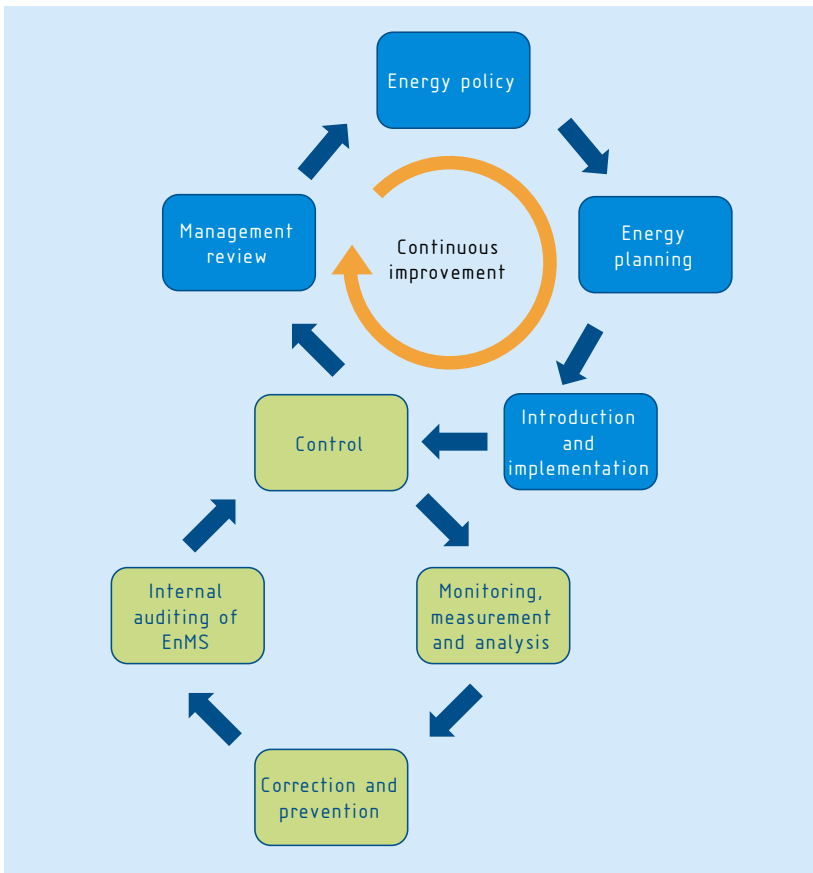 Energy policy
Management
review
Continuous
improvement
Energy
planning
Control
Introduction
and
implementation
Internal
auditing of
EnMS
Monitoring,
measurement
and analysis
Correction and
prevention